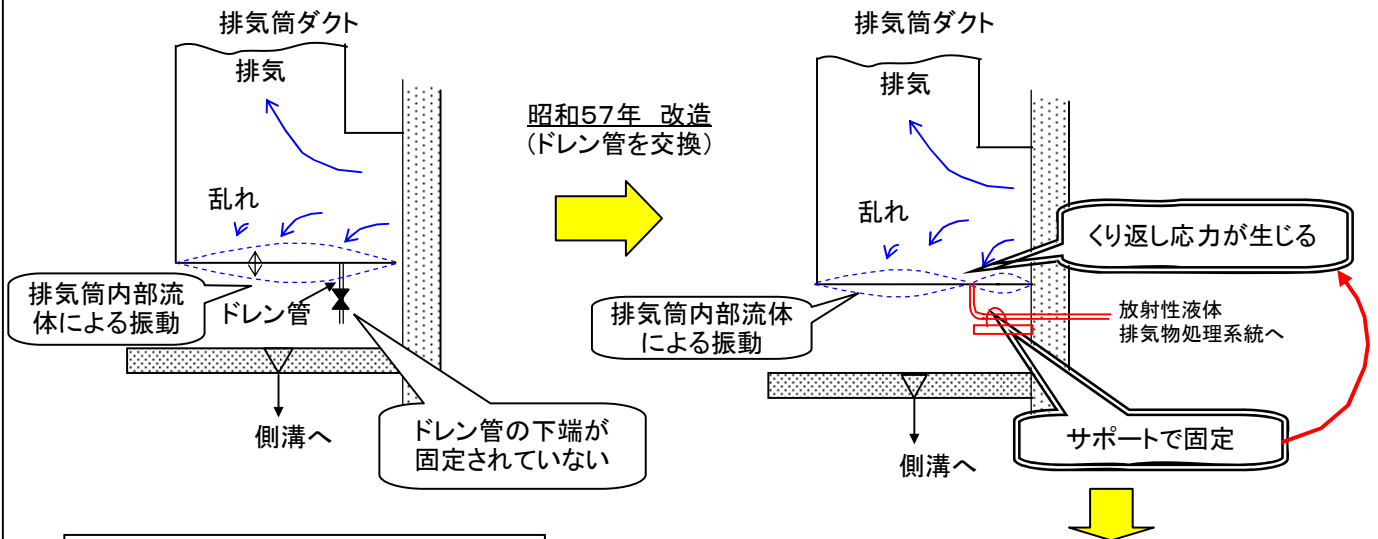 排気筒ダクト
排気
乱れ
排気筒内部流
体による振動
ドレン管
側溝へ
ドレン管の下端が
固定されていない
昭和57年 改造
(ドレン管を交換)
排気筒ダクト
排気
乱れ
くり返し応力が生じる
排気筒内部流体
による振動
放射性液体
排気物処理系統へ
サポートで固定
側溝へ